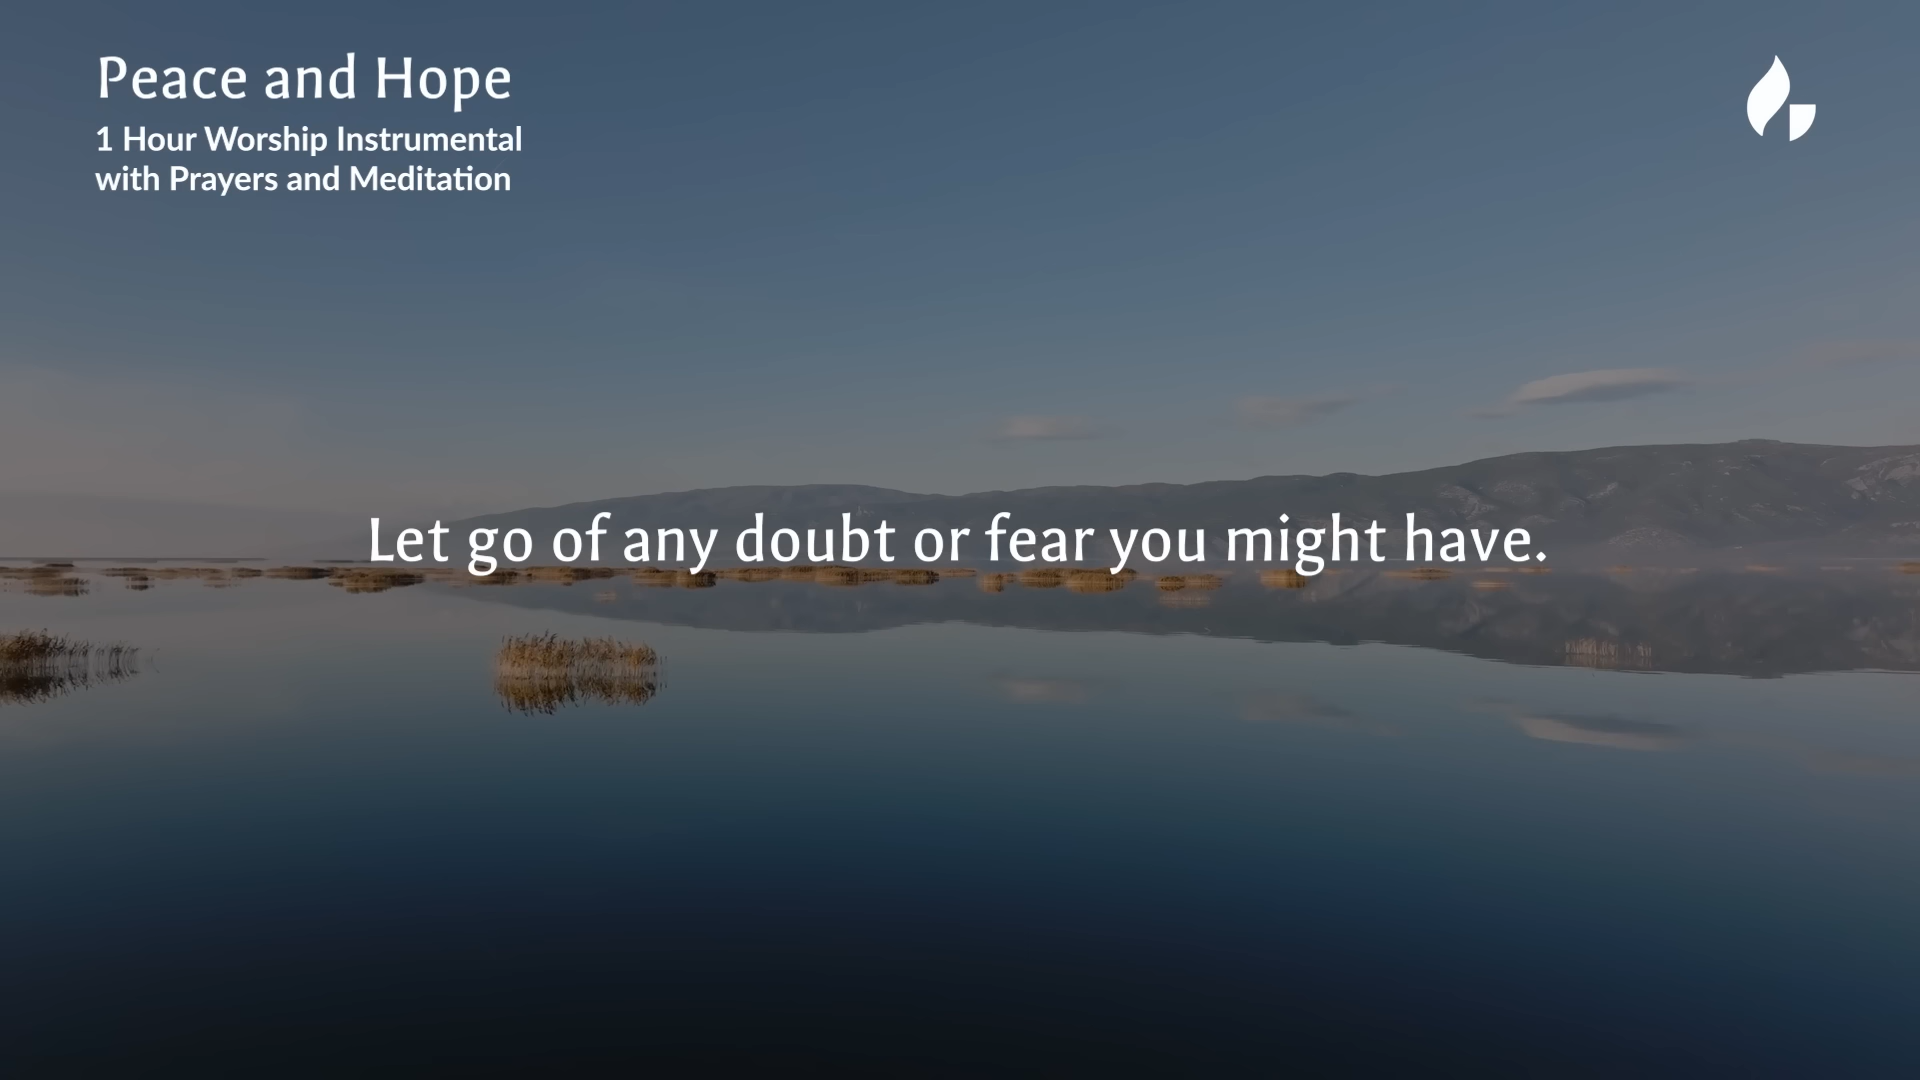 Peace and Hope
1 Hour Worship Instrumental
with Prayers and Meditation
Let go of any doubt or fear you might have.